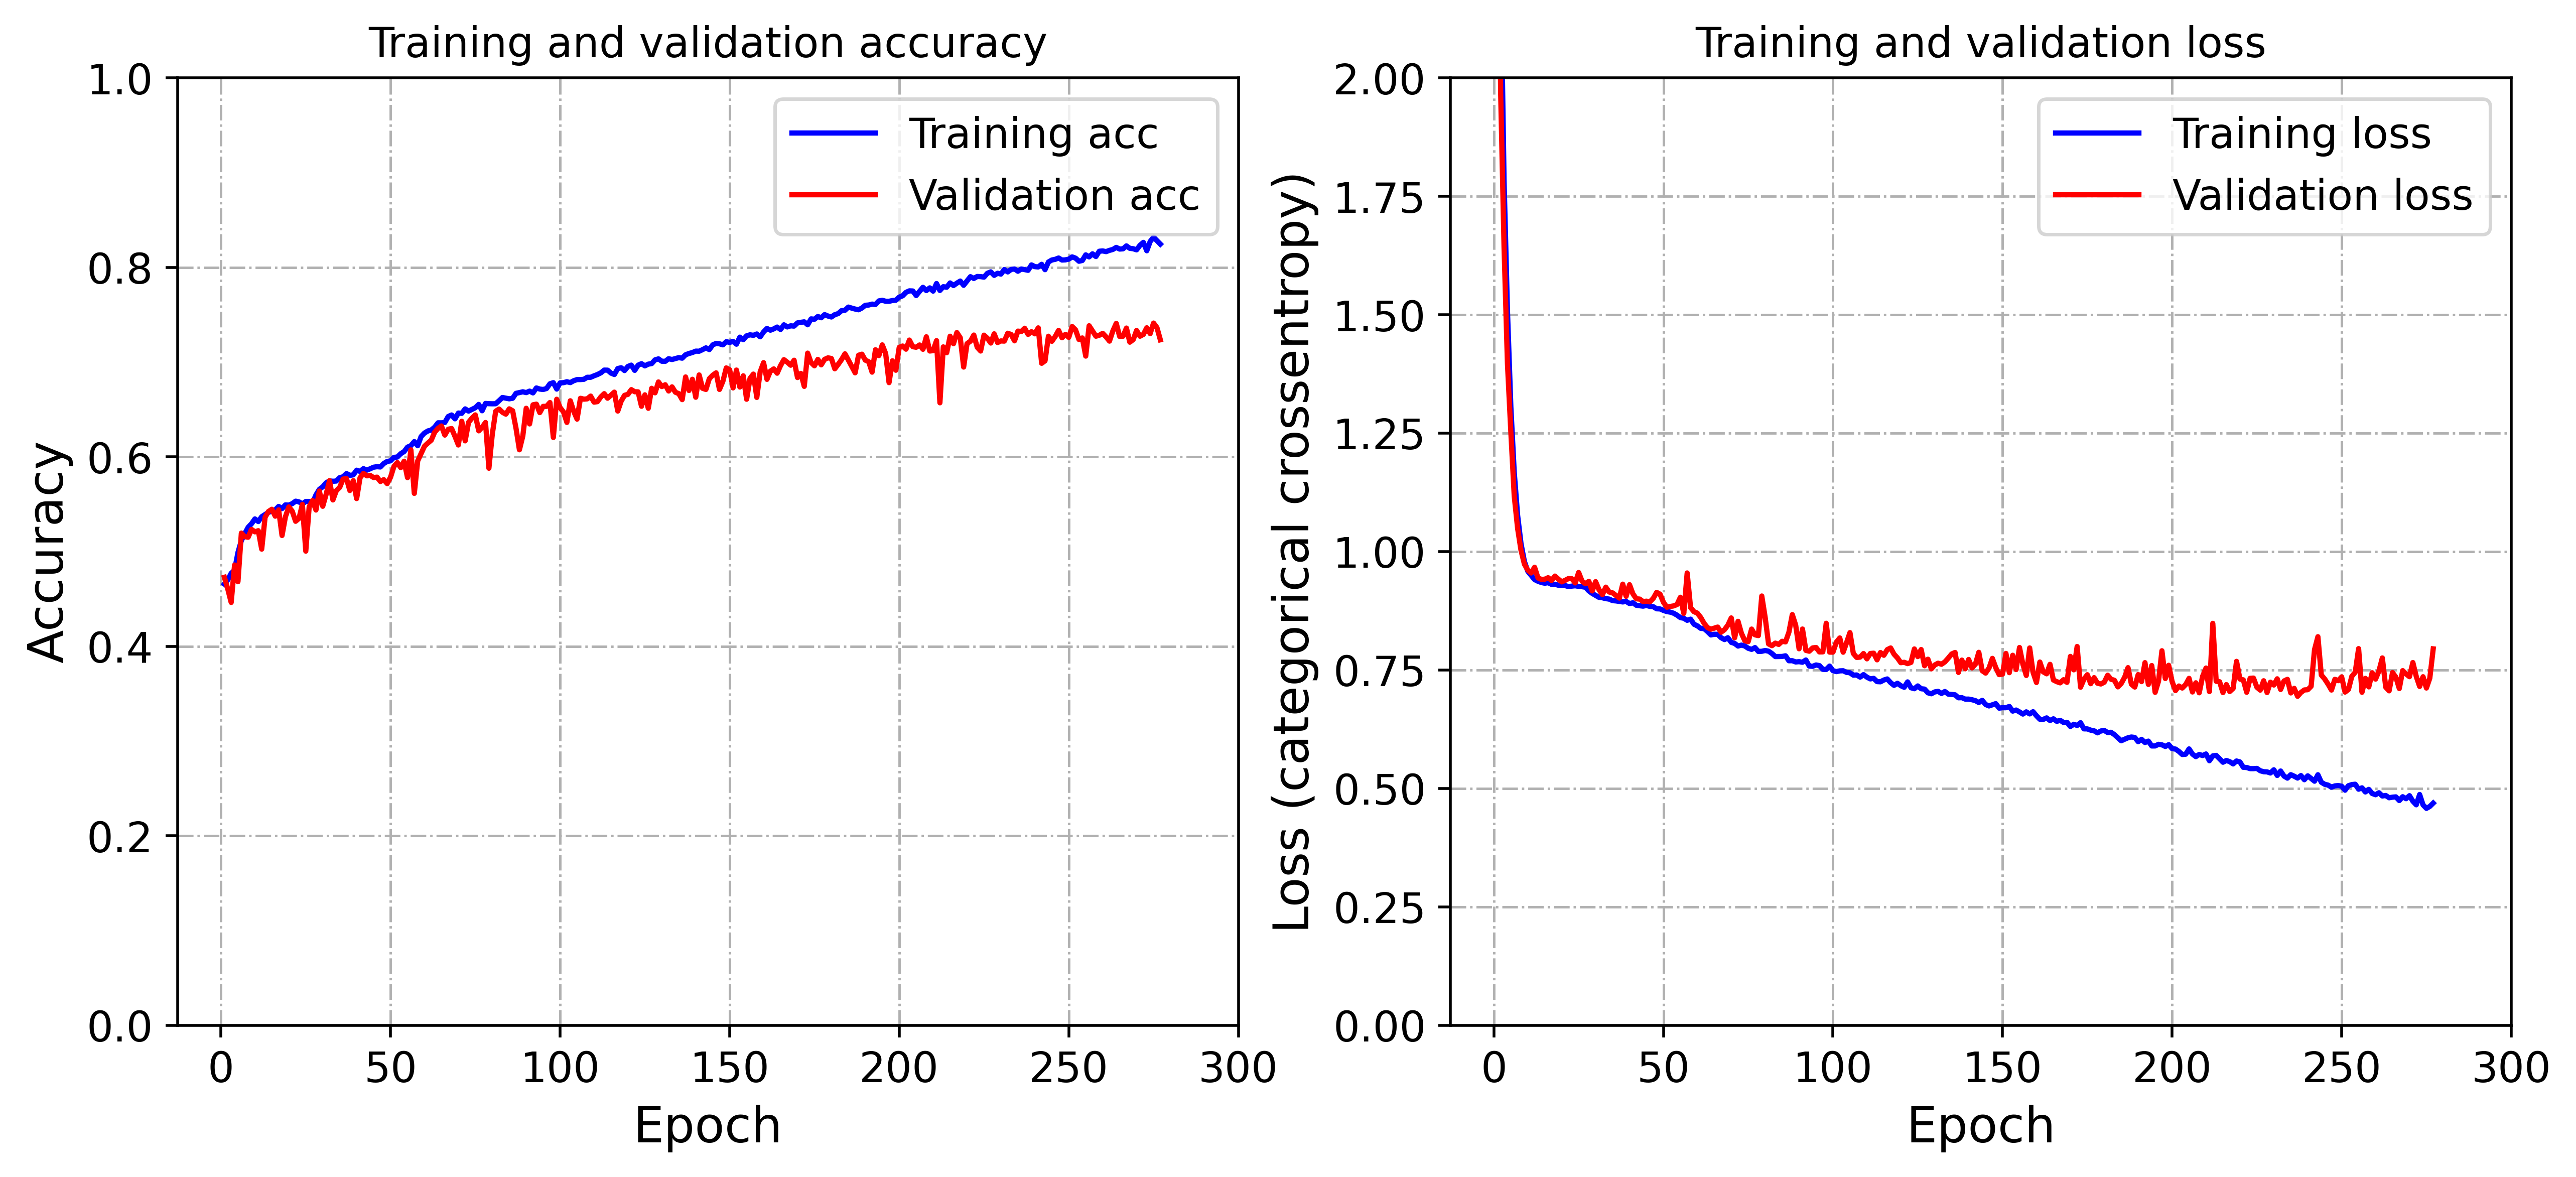 Training and validation accuracy
1.0
0.8
0.6
0.4
0.2
0.0
Accuracy
Training acc
Validation acc
0 50 100 150 200 250 300
Epoch
Training and validation loss
2.00
1.75
1.50
1.25
1.00
0.75
0.50
0.25
0.00
Loss (categorical crossentropy)
Training loss
Validation loss
0 50 100 150 200 250 300
Epoch